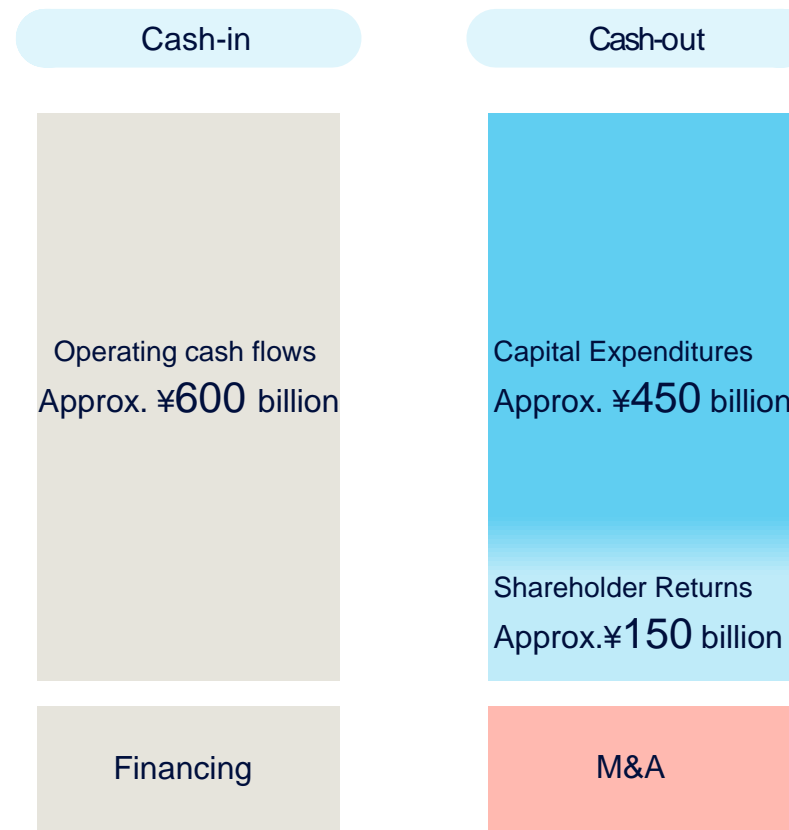 Cash-in
Cash-out
Operating cash flows
Approx. ¥600 billion
Capital Expenditures
Approx. ¥450 billion
Shareholder Returns
Approx.¥150 billion
Financing
M&A